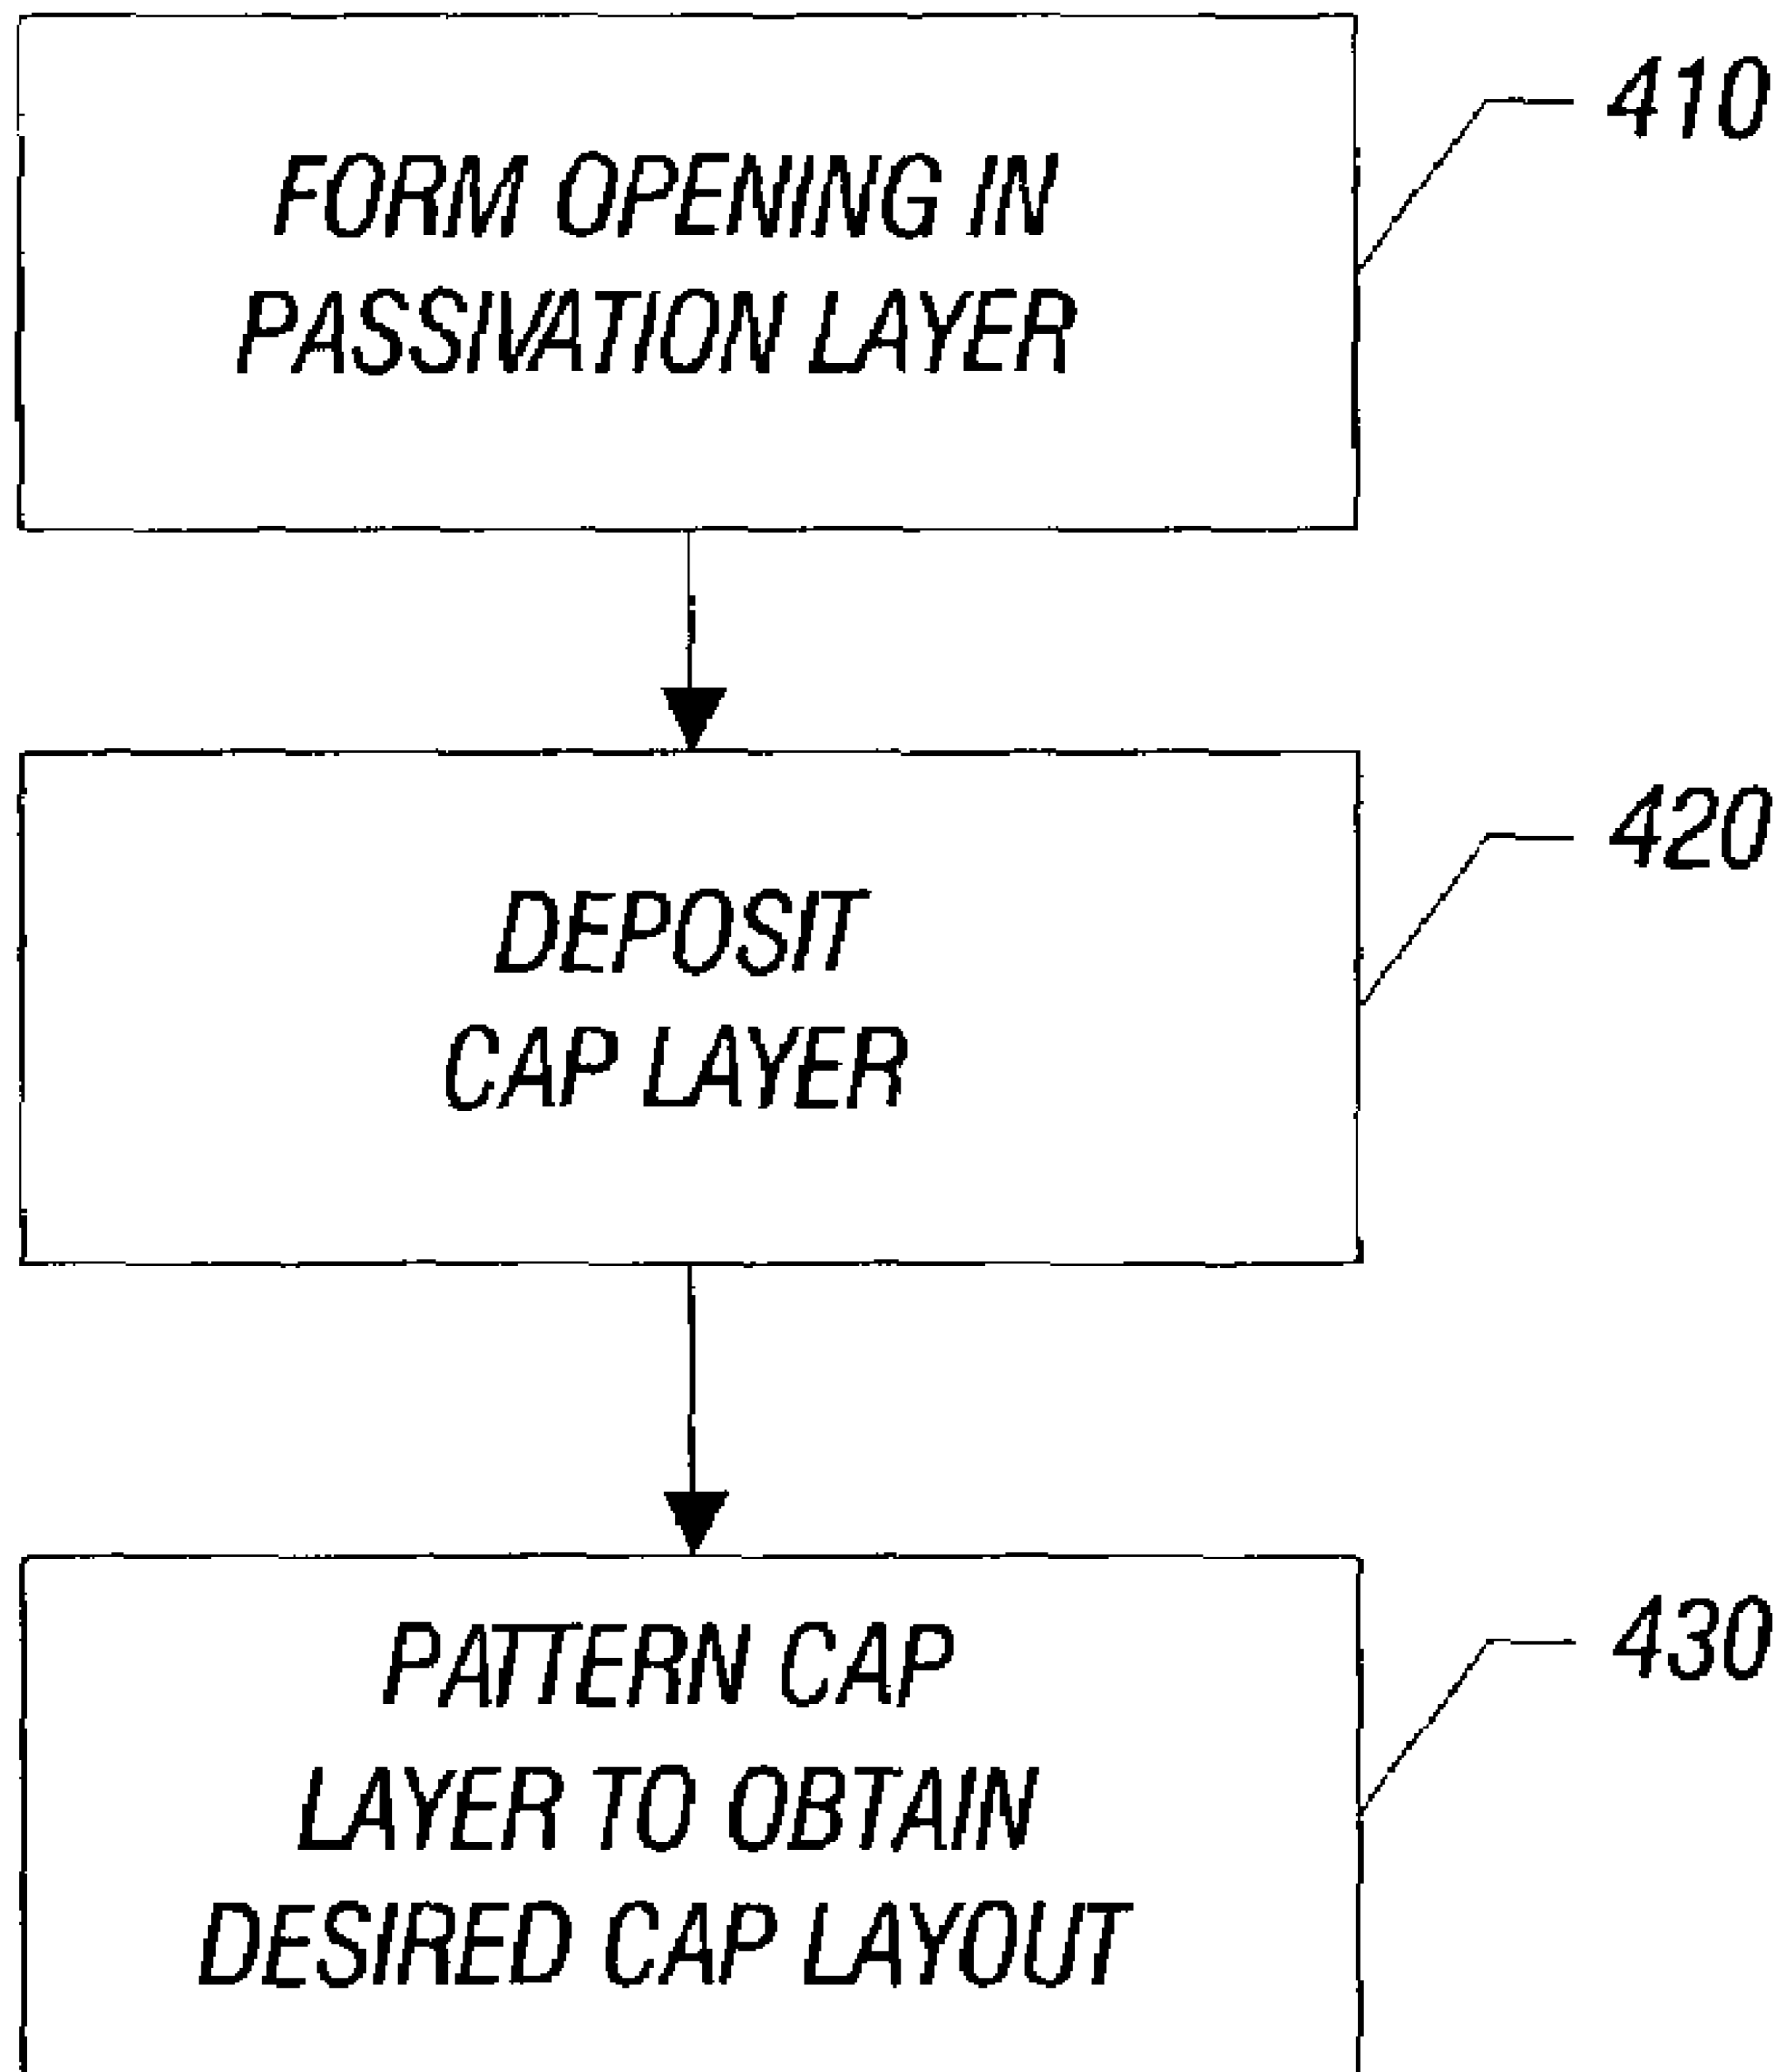 FORM OPENING IN
PASSIVATION LAYER
410
DEPOSIT
CAP LAYER
420
PATTERN CAP
LAYER TO OBTAIN
DESIRED CAP LAYOUT
430